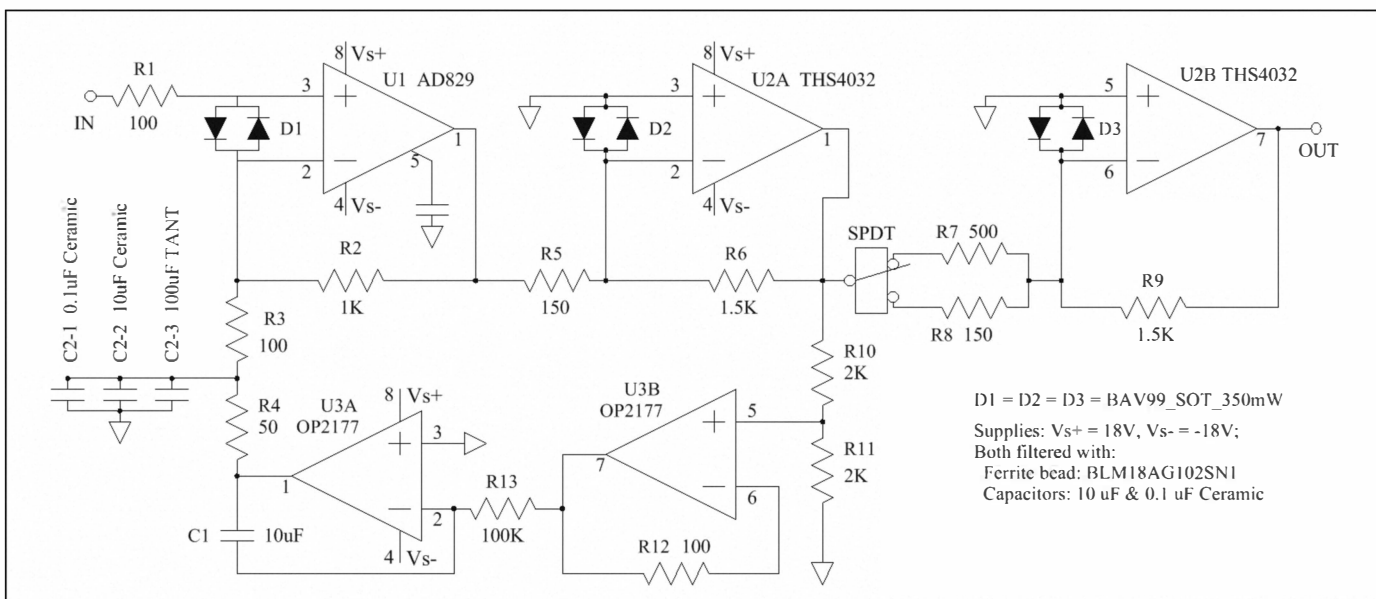 8 Vs+
8 Vs+
R1
U1 AD829
U2A THS4032
U2B THS4032
3
3
5
IN
100
D1
D2
D3
1
1
7
OUT
5
2
2
6
4 Vs-
4 Vs-
C2-1 0.1uF Ceramic
C2-2 10uF Ceramic
C2-3 100uF TANT
SPDT
R7 500
R2
R5
R6
R9
1K
150
1.5K
1.5K
R3
100
R8 150
R10
2K
8 Vs+
U3B
OP2177
R4
50
U3A
OP2177
5
D1 = D2 = D3 = BAV99_SOT_350mW
3
Supplies: Vs+ = 18V, Vs- = -18V;
R11
2K
Both filtered with:
7
Ferrite bead: BLM18AG102SN1
1
R13
6
Capacitors: 10 uF & 0.1 uF Ceramic
2
100K
C1
10uF
R12 100
4 Vs-